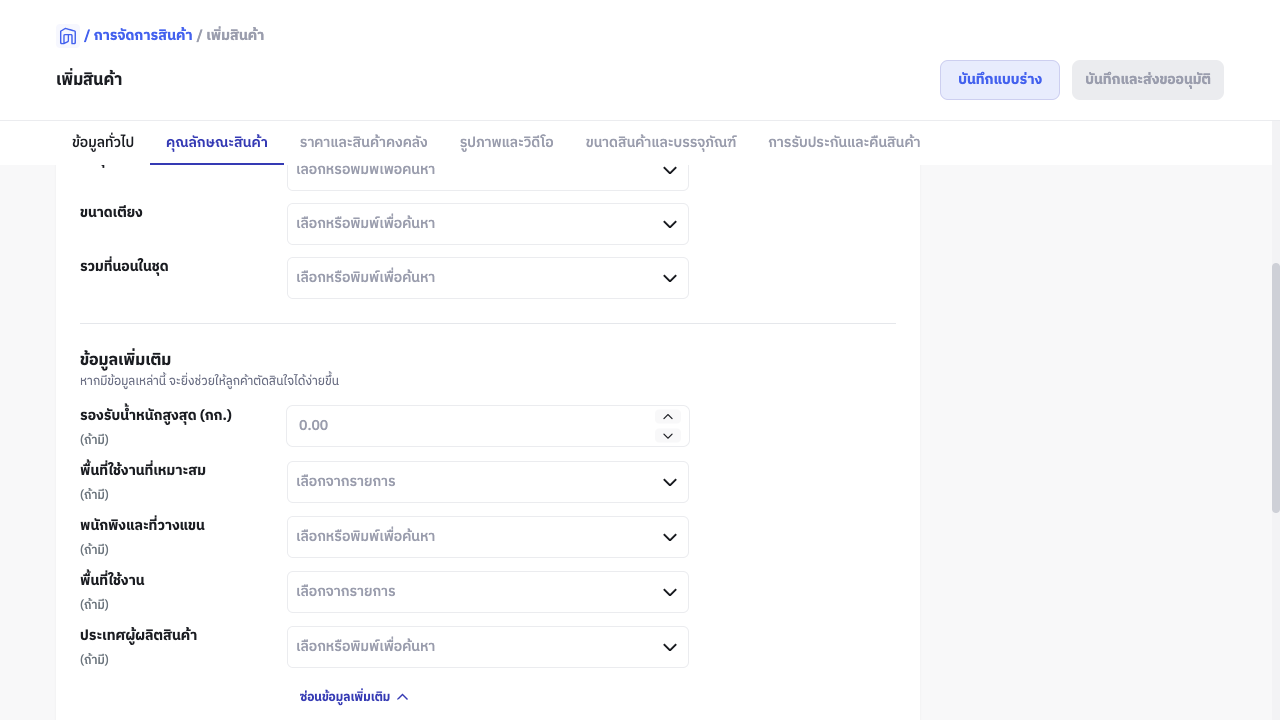 / การจัดการสินค้า / เพิ่มสินค้า
เพิ่มสินค้า
บันทึกแบบร่าง
บันทึกและส่งขออนุมัติ
ข้อมูลทั่วไป
คุณลักษณะสินค้า
ราคาและสินค้าคงคลัง
รูปภาพและวิดีโอ
ขนาดสินค้าและบรรจุภัณฑ์
การรับประกันและคืนสินค้า
เลือกหรือพิมพ์เพื่อค้นหา
ขนาดเตียง
เลือกหรือพิมพ์เพื่อค้นหา
รวมที่นอนในชุด
เลือกหรือพิมพ์เพื่อค้นหา
ข้อมูลเพิ่มเติม
หากมีข้อมูลเหล่านี้ จะยิ่งช่วยให้ลูกค้าตัดสินใจได้ง่ายขึ้น
รองรับน้ำหนักสูงสุด (กก.)
0.00
(ถ้ามี)
พื้นที่ใช้งานที่เหมาะสม
เลือกจากรายการ
(ถ้ามี)
พนักพิงและที่วางแขน
เลือกหรือพิมพ์เพื่อค้นหา
(ถ้ามี)
พื้นที่ใช้งาน
เลือกจากรายการ
(ถ้ามี)
ประเทศผู้ผลิตสินค้า
เลือกหรือพิมพ์เพื่อค้นหา
(ถ้ามี)
ซ่อนข้อมูลเพิ่มเติม